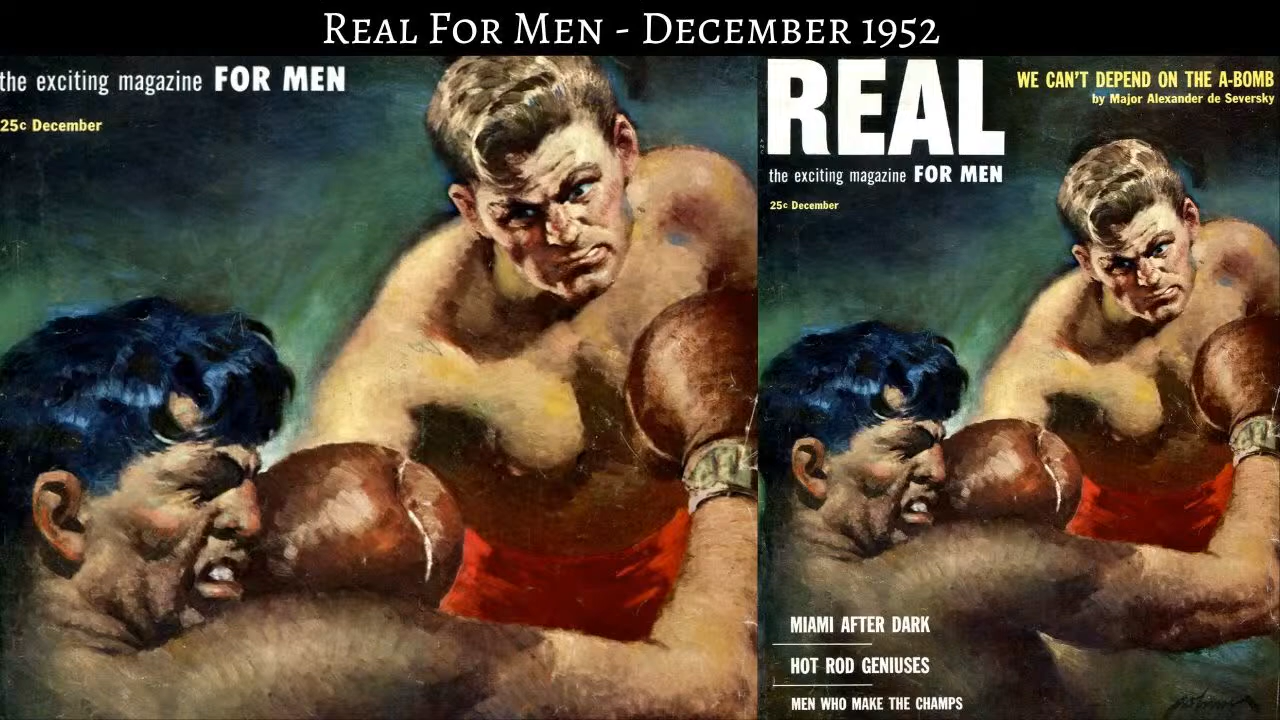 Real For Men - December 1952
the exciting magazine FOR MEN
25c December
REAL
the exciting magazine FOR MEN
25c December
WE CAN'T DEPEND ON THE A-BOMB
by Major Alexander de Seversky
MIAMI AFTER DARK
HOT ROD GENIUSES
MEN WHO MAKE THE CHAMPS